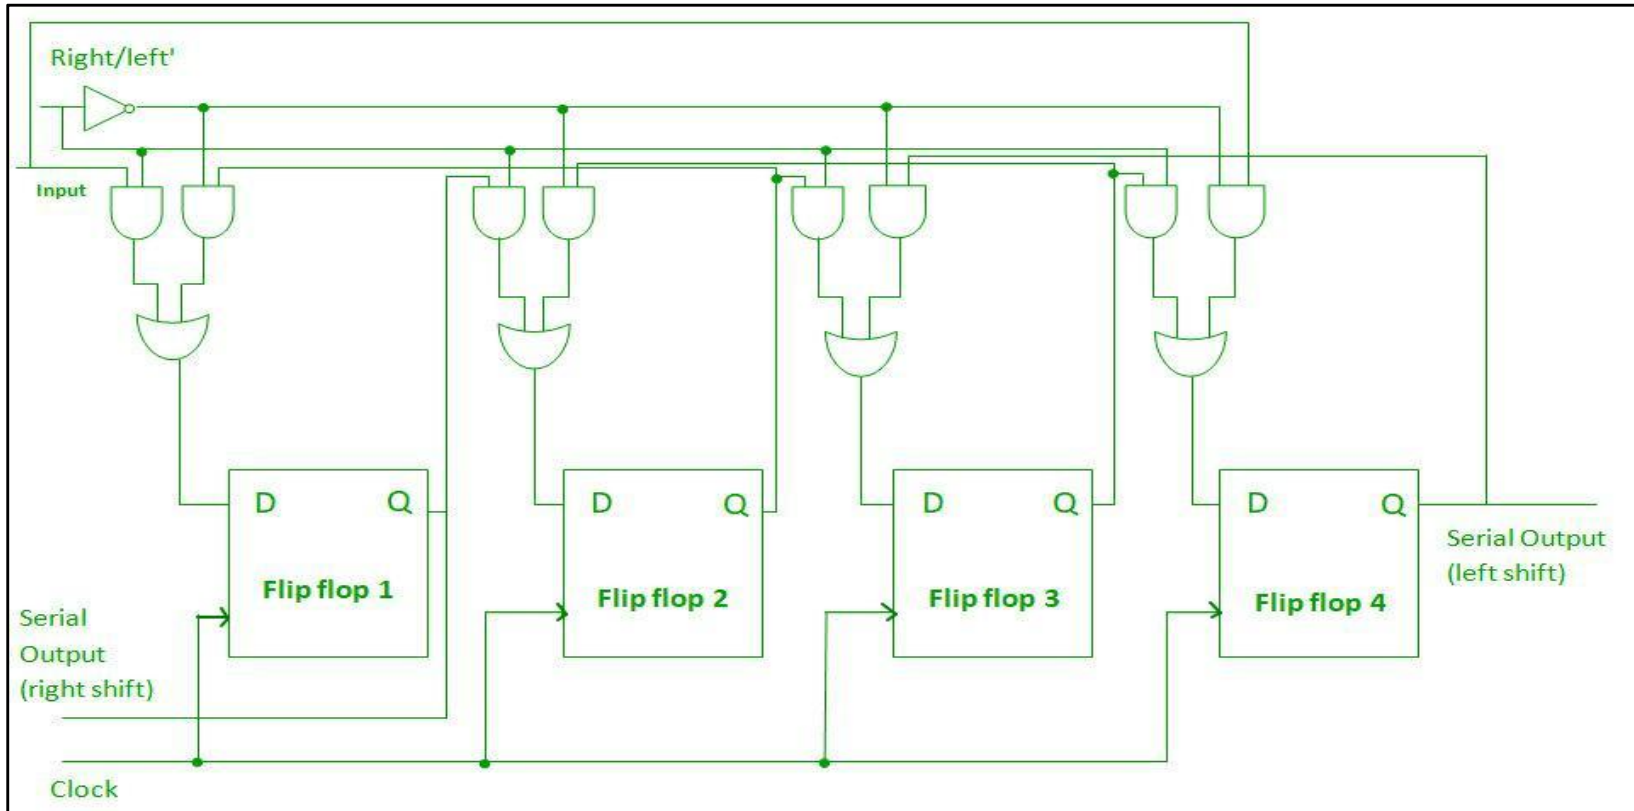 Right/left'
Input
D
Q
Flip flop 1
D
Q
Flip flop 2
D
Q
Flip flop 3
D
Q
Flip flop 4
Serial Output
(left shift)
Serial
Output
(right shift)
Clock